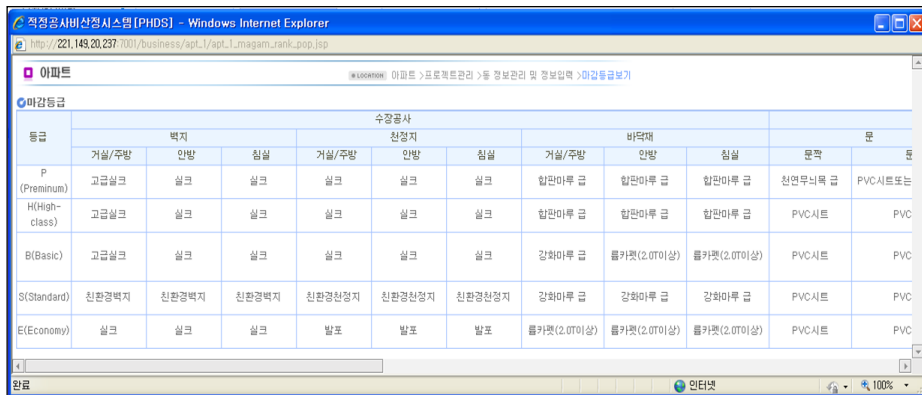 적정공사비산정시스템[PHDS] - Windows Internet Explorer
http://221,149,20,237:7001/business/apt_1/apt_1_magam_rank_pop.jsp
아파트
LOCATION 아파트 >프로젝트관리 >동 정보관리 및 정보입력 >마감등급보기
마감등급
등급 수장공사
벽지 천정지 바닥재 문
거실/주방 안방 침실 거실/주방 안방 침실 거실/주방 안방 침실 문짝
P (Preminum) 고급실크 실크 실크 실크 실크 실크 합판마루 급 합판마루 급 합판마루 급 천연무늬목 급 PVC시트또는
H(High-class) 고급실크 실크 실크 실크 실크 실크 합판마루 급 합판마루 급 합판마루 급 PVC시트 PVC
B(Basic) 고급실크 실크 실크 실크 실크 실크 강화마루 급 륨카펫(2.0T이상) 륨카펫(2.0T이상) PVC시트 PVC
S(Standard) 친환경벽지 친환경벽지 친환경벽지 친환경천정지 친환경천정지 친환경천정지 강화마루 급 강화마루 급 강화마루 급 PVC시트 PVC
E(Economy) 실크 실크 실크 발포 발포 발포 륨카펫(2.0T이상) 륨카펫(2.0T이상) 륨카펫(2.0T이상) PVC시트 PVC
완료 인터넷 100%